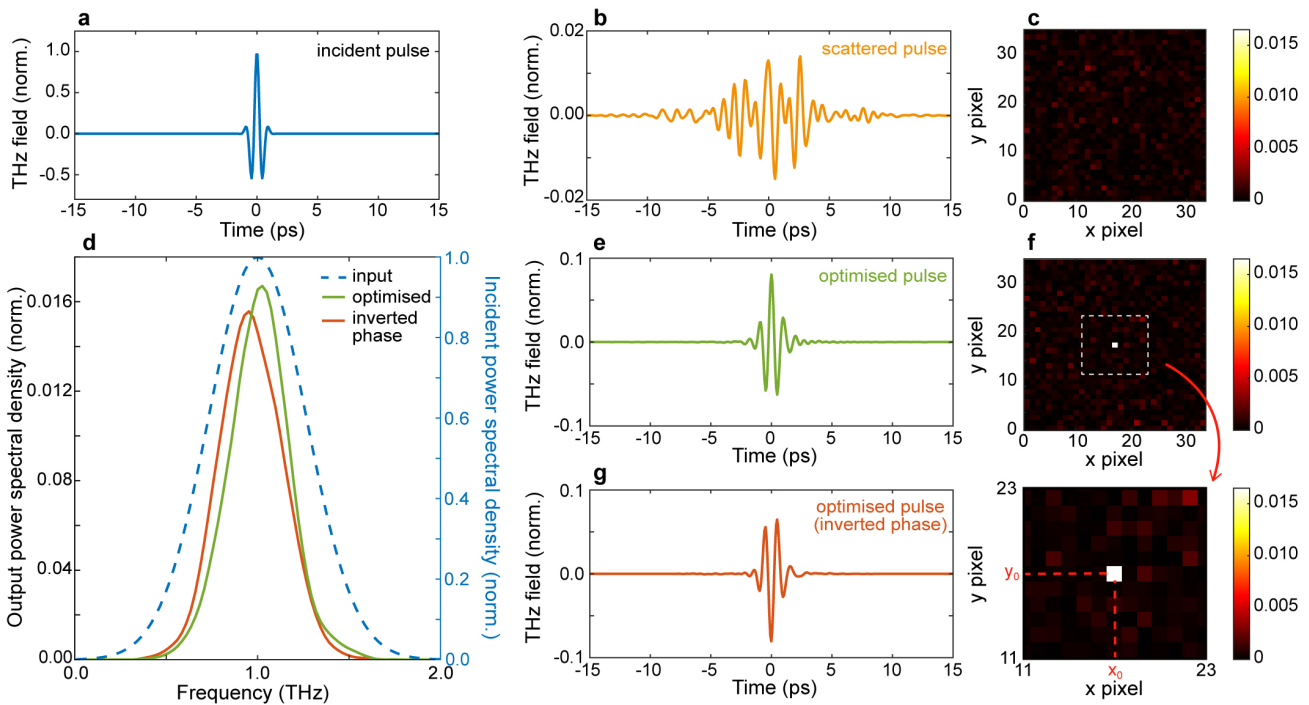 a
THz field (norm.)
1.0
0.5
0.0
-0.5
incident pulse
-15
-10
-5
0
5
10
15
Time (ps)
b
THz field (norm.)
0.02
0.00
-0.02
scattered pulse
-15
-10
-5
0
5
10
15
Time (ps)
c
y pixel
30
20
10
0
0
10
20
30
x pixel
0.015
0.010
0.005
0
d
Output power spectral density (norm.)
0.016
0.012
0.08
0.04
0.00
input
optimised
inverted
phase
1.0
0.8
0.6
0.4
0.2
0.0
Incident power spectral density (norm.)
0.0
1.0
2.0
Frequency (THz)
e
THz field (norm.)
0.1
0.0
-0.1
optimised pulse
-15
-10
-5
0
5
10
15
Time (ps)
f
y pixel
30
20
10
0
0
10
20
30
x pixel
0.015
0.010
0.005
0
g
THz field (norm.)
0.1
0.0
-0.1
optimised pulse
(inverted phase)
-15
-10
-5
0
5
10
15
Time (ps)
y pixel
23
y₀
11
11
x₀
23
x pixel
0.015
0.010
0.005
0